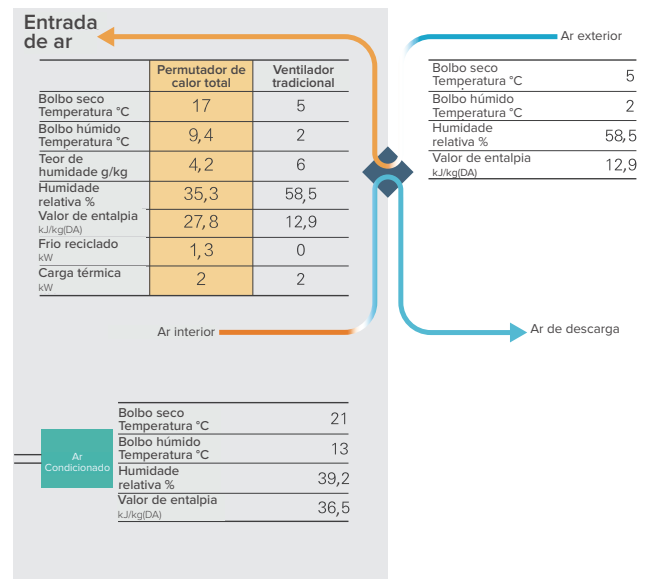 Entrada
de ar
Ar exterior
Permutador de
calor total
Ventilador
tradicional
Bolbo seco
Temperatura °C
17
5
Bolbo húmido
Temperatura °C
9,4
2
Teor de
humidade g/kg
4,2
6
Humidade
relativa %
35,3
58,5
Valor de entalpia
kJ/kg(DA)
27,8
12,9
Frio reciclado
kW
1,3
0
Carga térmica
kW
2
2
Bolbo seco
Temperatura °C
5
Bolbo húmido
Temperatura °C
2
Humidade
relativa %
58,5
Valor de entalpia
kJ/kg(DA)
12,9
Ar interior
Ar de descarga
Ar
Condicionado
Bolbo seco
Temperatura °C
21
Bolbo húmido
Temperatura °C
13
Humidade
relativa %
39,2
Valor de entalpia
kJ/kg(DA)
36,5